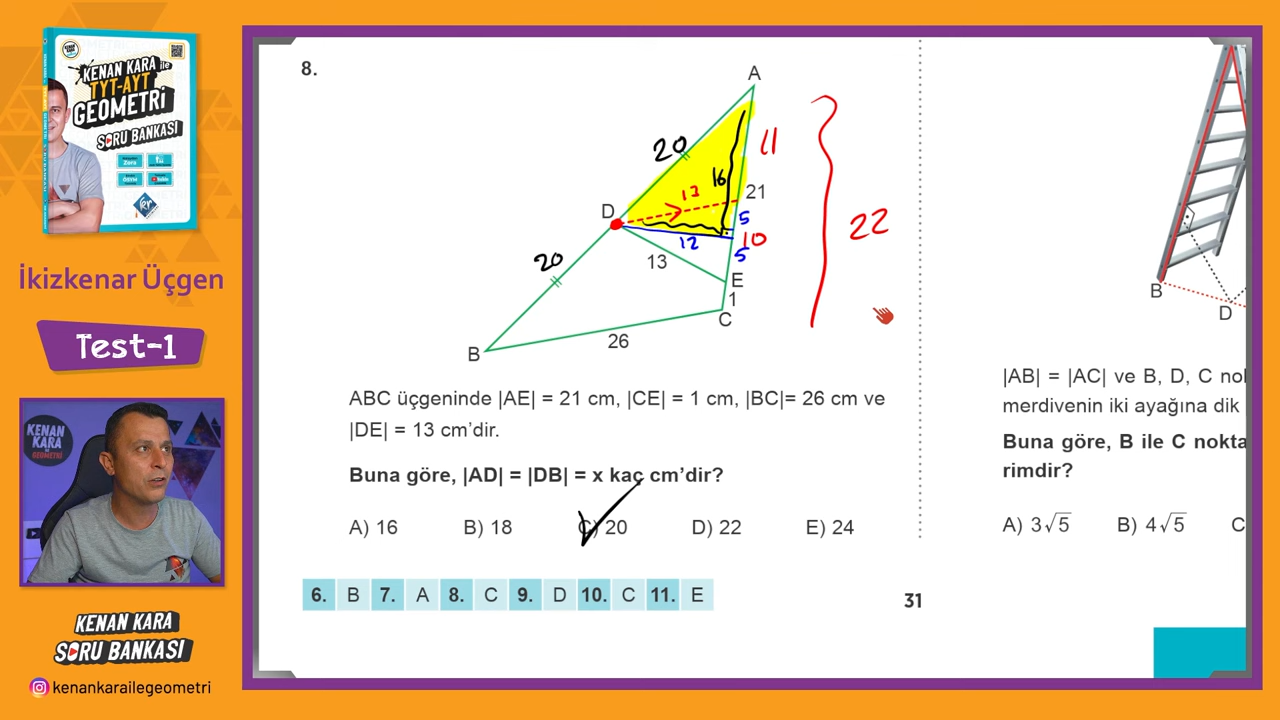 KENAN KARA ile
TYT-AYT
GEOMETRİ
SORU BANKASI
İkizkenar Üçgen
Test-1
KENAN
KARA
GEOMETRİ
KENAN KARA
SORU BANKASI
kenankarailegeometri
8.
A
20
11
16
13
21
D
5
12
10
22
20
13
5
E
1
C
26
B
ABC üçgeninde |AE| = 21 cm, |CE| = 1 cm, |BC|= 26 cm ve
|DE| = 13 cm’dir.
Buna göre, |AD| = |DB| = x kaç cm’dir?
A) 16 B) 18 C) 20 D) 22 E) 24
6. B 7. A 8. C 9. D 10. C 11. E
31
B
D
|AB| = |AC| ve B, D, C nol
merdivenin iki ayağına dik
Buna göre, B ile C nokta
rimdir?
A) 3√5 B) 4√5 C